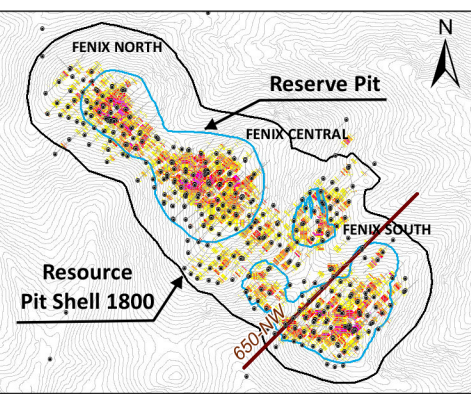 N
FENIX NORTH
Reserve Pit
FENIX CENTRAL
FENIX SOUTH
Resource
Pit Shell 1800
650-NW